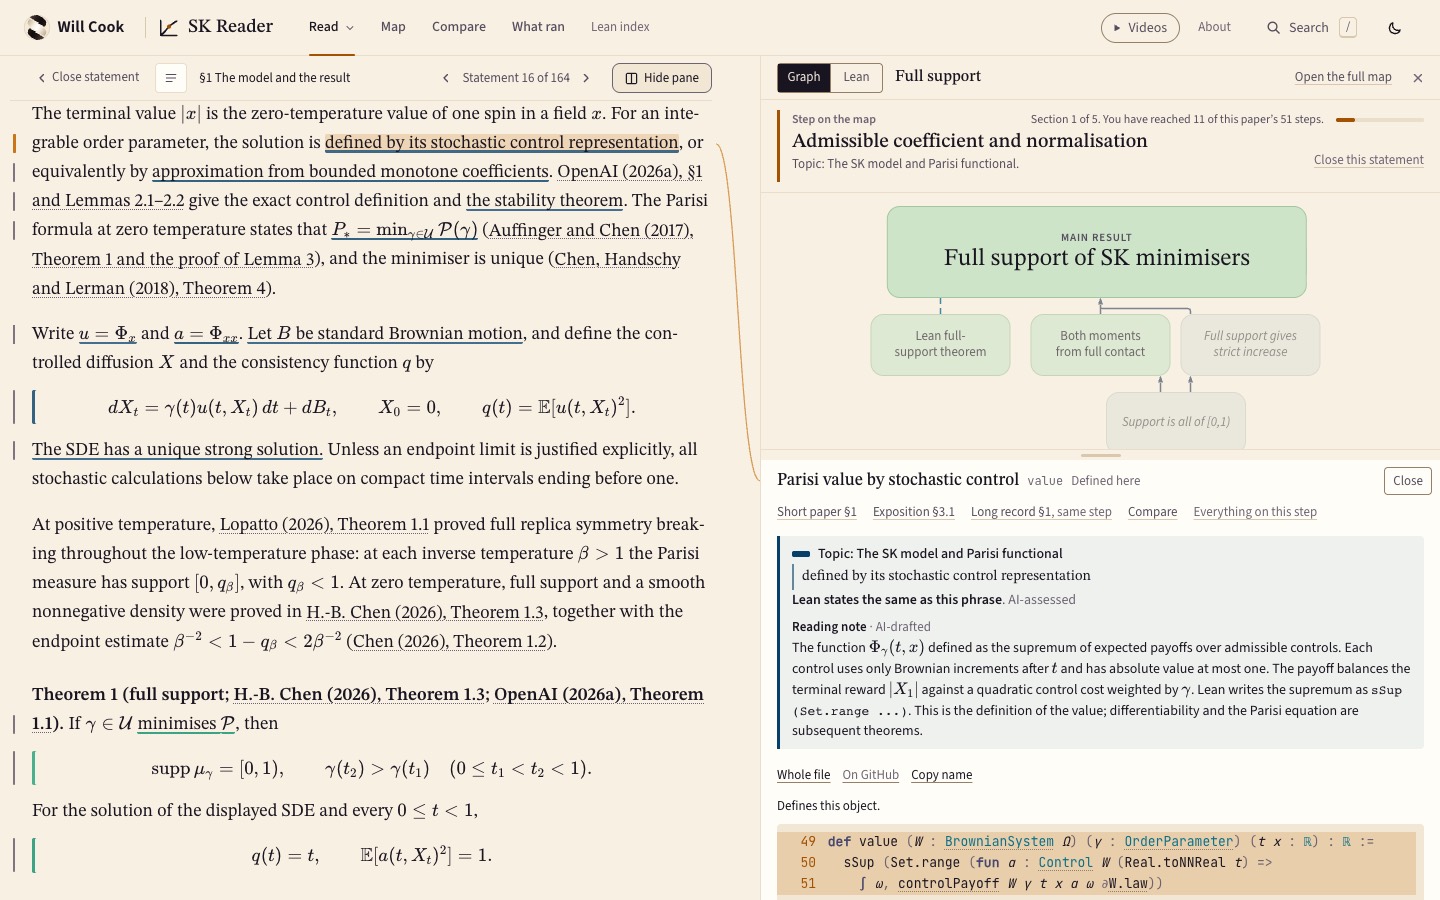 Will Cook
SK Reader
Read
Map
Compare
What ran
Lean index
Videos
About
Search /
Close statement
§1 The model and the result
Statement 16 of 164
Hide pane
The terminal value |x| is the zero-temperature value of one spin in a field x. For an inte-
grable order parameter, the solution is defined by its stochastic control representation, or
equivalently by approximation from bounded monotone coefficients. OpenAI (2026a), §1
and Lemmas 2.1–2.2 give the exact control definition and the stability theorem. The Parisi
formula at zero temperature states that P_* = min_{γ∈𝒰} 𝒫(γ) (Auffinger and Chen (2017),
Theorem 1 and the proof of Lemma 3), and the minimiser is unique (Chen, Handschy
and Lerman (2018), Theorem 4).
Write u = Φ_x and a = Φ_{xx}. Let B be standard Brownian motion, and define the con-
trolled diffusion X and the consistency function q by
dX_t = γ(t)u(t, X_t) dt + dB_t, X_0 = 0, q(t) = 𝔼[u(t, X_t)²].
The SDE has a unique strong solution. Unless an endpoint limit is justified explicitly, all
stochastic calculations below take place on compact time intervals ending before one.
At positive temperature, Lopatto (2026), Theorem 1.1 proved full replica symmetry break-
ing throughout the low-temperature phase: at each inverse temperature β > 1 the Parisi
measure has support [0, q_β], with q_β < 1. At zero temperature, full support and a smooth
nonnegative density were proved in H.-B. Chen (2026), Theorem 1.3, together with the
endpoint estimate β⁻² < 1 − q_β < 2β⁻² (Chen (2026), Theorem 1.2).
Theorem 1 (full support; H.-B. Chen (2026), Theorem 1.3; OpenAI (2026a), Theorem
1.1). If γ ∈ 𝒰 minimises 𝒫, then
supp μ_γ = [0, 1), γ(t_2) > γ(t_1) (0 ≤ t_1 < t_2 < 1).
For the solution of the displayed SDE and every 0 ≤ t < 1,
q(t) = t, 𝔼[a(t, X_t)²] = 1.
Graph
Lean
Full support
Open the full map
Step on the map
Section 1 of 5. You have reached 11 of this paper's 51 steps.
Admissible coefficient and normalisation
Topic: The SK model and Parisi functional.
Close this statement
MAIN RESULT
Full support of SK minimisers
Lean full-
support theorem
Both moments
from full contact
Full support gives
strict increase
Support is all of [0,1)
Parisi value by stochastic control value Defined here
Close
Short paper §1
Exposition §3.1
Long record §1, same step
Compare
Everything on this step
Topic: The SK model and Parisi functional
defined by its stochastic control representation
Lean states the same as this phrase. AI-assessed
Reading note · AI-drafted
The function Φ_γ(t, x) defined as the supremum of expected payoffs over admissible controls. Each
control uses only Brownian increments after t and has absolute value at most one. The payoff balances the
terminal reward |X_1| against a quadratic control cost weighted by γ. Lean writes the supremum as sSup
(Set.range ...). This is the definition of the value; differentiability and the Parisi equation are
subsequent theorems.
Whole file
On GitHub
Copy name
Defines this object.
49 def value (W : BrownianSystem Ω) (γ : OrderParameter) (t x : ℝ) : ℝ :=
50 sSup (Set.range (fun α : Control W (Real.toNNReal t) =>
51 ∫ ω, controlPayoff W γ t x α ω ∂W.law))